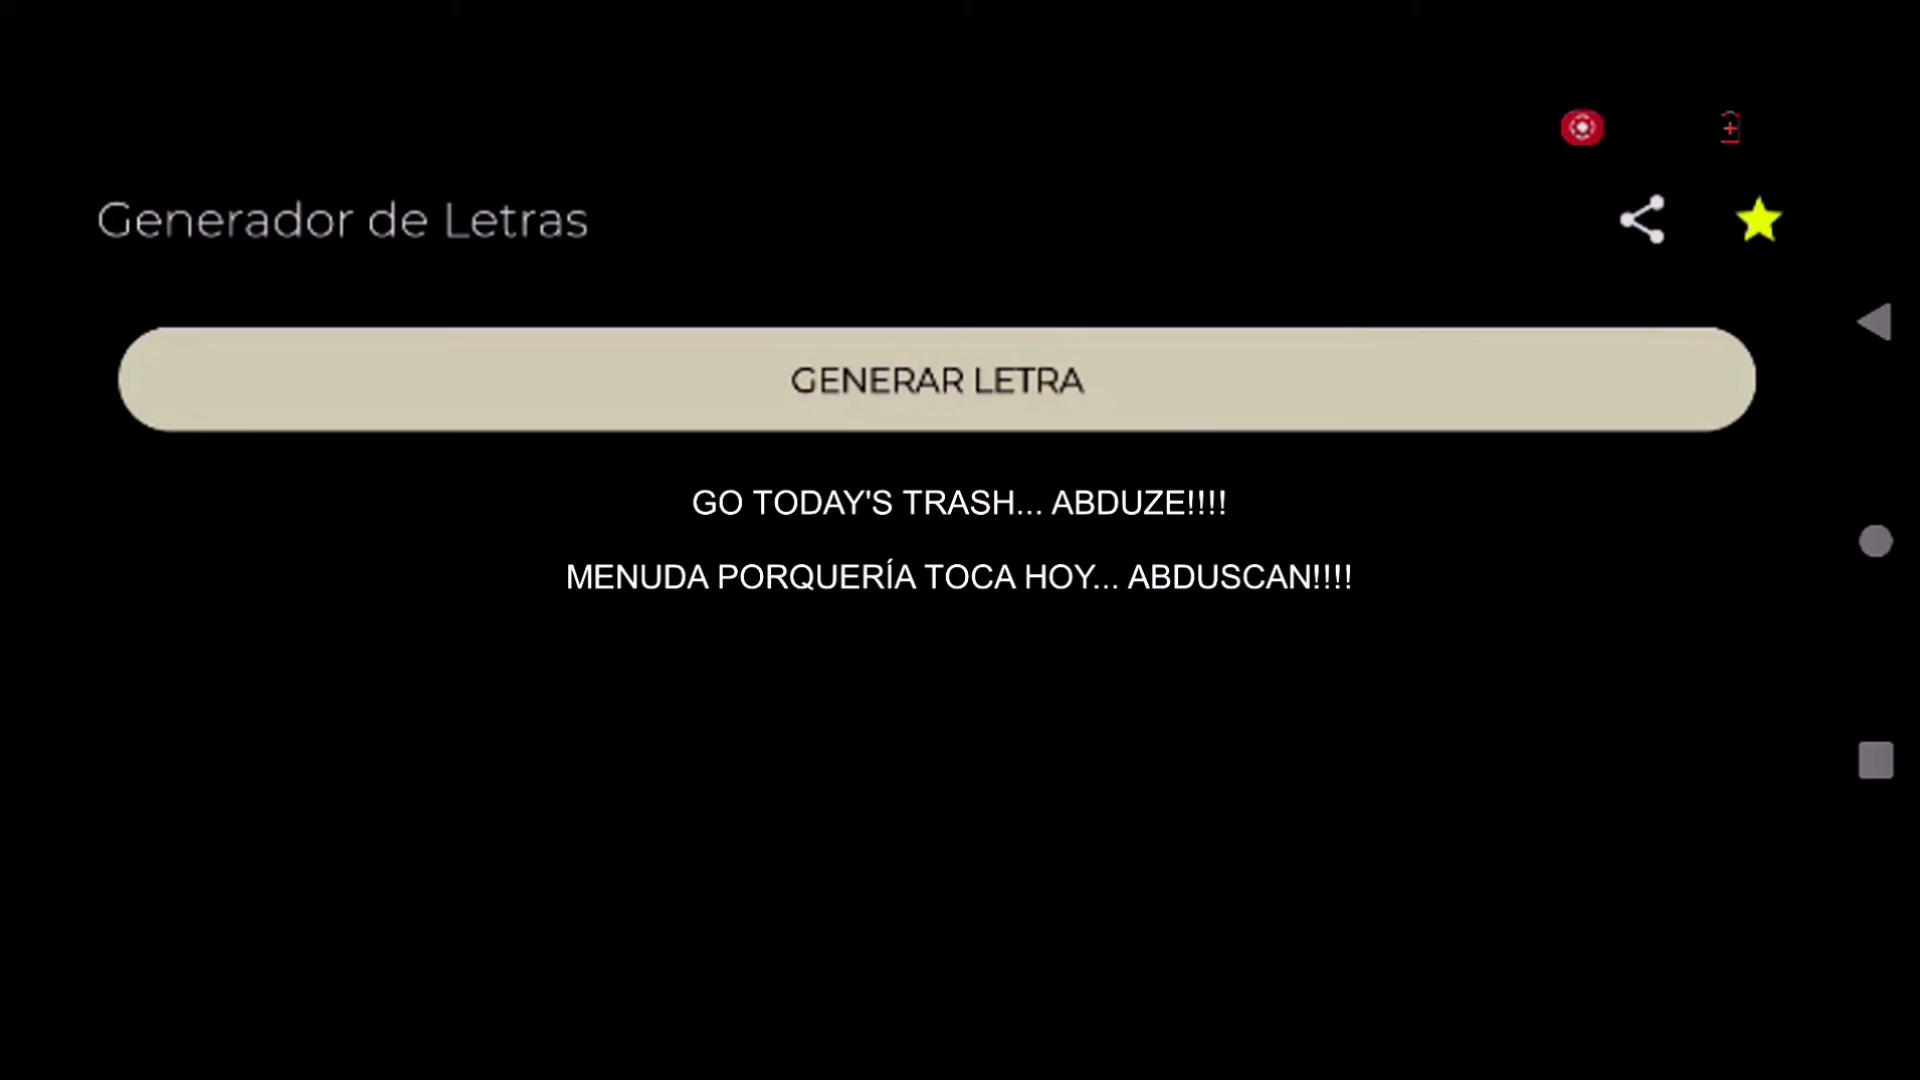 Generador de Letras
GENERAR LETRA
GO TODAY'S TRASH... ABDUZE!!!!
MENUDA PORQUERÍA TOCA HOY... ABDUSCAN!!!!